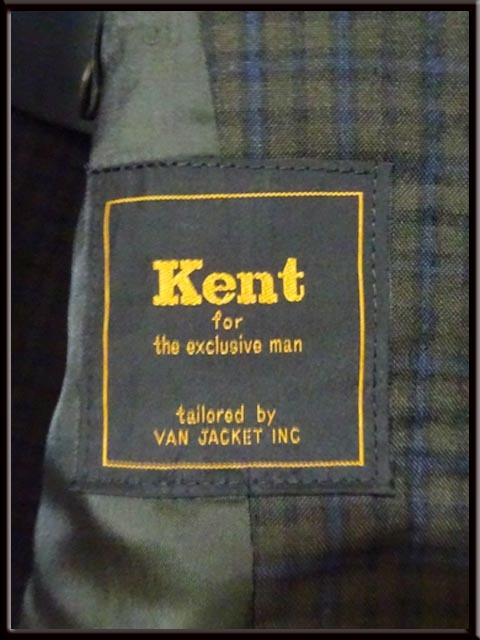 Kent
for
the exclusive man
tailored by
VAN JACKET INC